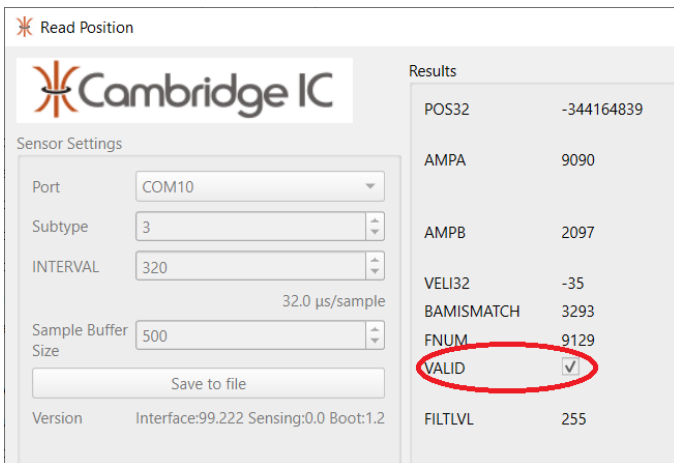 Read Position
Cambridge IC
Sensor Settings
Port COM10
Subtype 3
INTERVAL 320
32.0 µs/sample
Sample Buffer
Size 500
Save to file
Version Interface:99.222 Sensing:0.0 Boot:1.2
Results
POS32 -344164839
AMPA 9090
AMPB 2097
VELI32 -35
BAMISMATCH 3293
FNUM 9129
VALID
FILTLVL 255